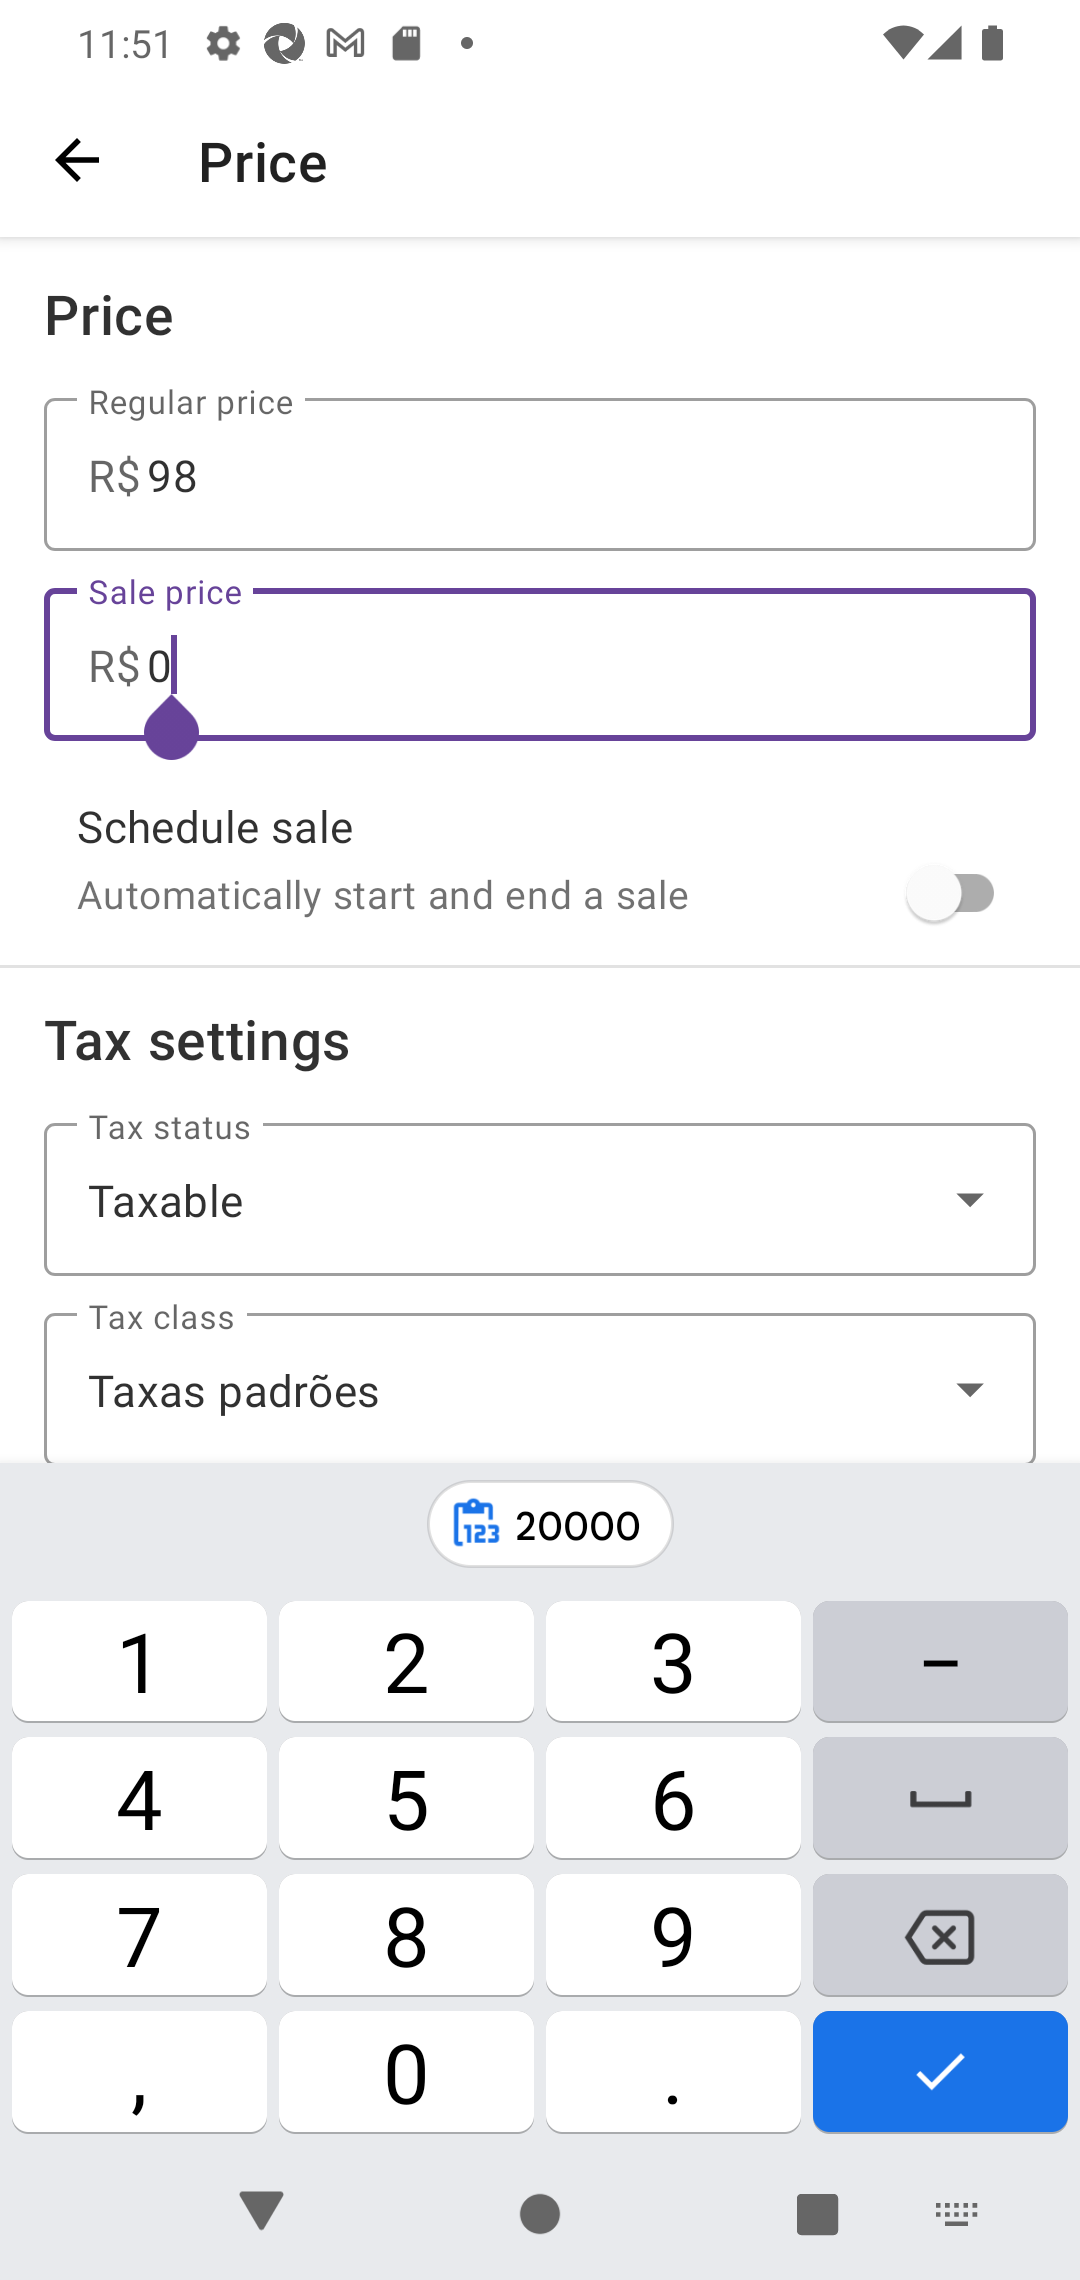 11:51
Price
Price
Regular price
R$98
Sale price
R$0
Schedule sale
Automatically start and end a sale
Tax settings
Tax status
Taxable
Tax class
Taxas padrões
123 20000
1 2 3 –
4 5 6
7 8 9
, 0 .